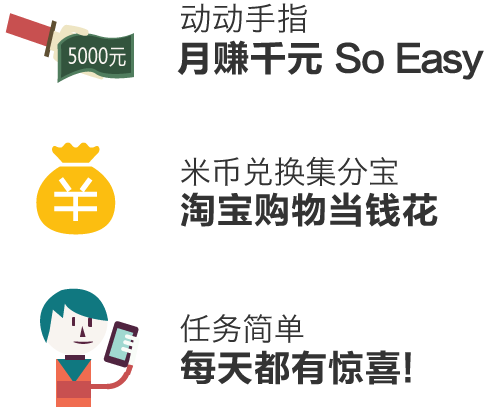 动动手指
5000元
月赚千元 So Easy
¥
米币兑换集分宝
淘宝购物当钱花
任务简单
每天都有惊喜!